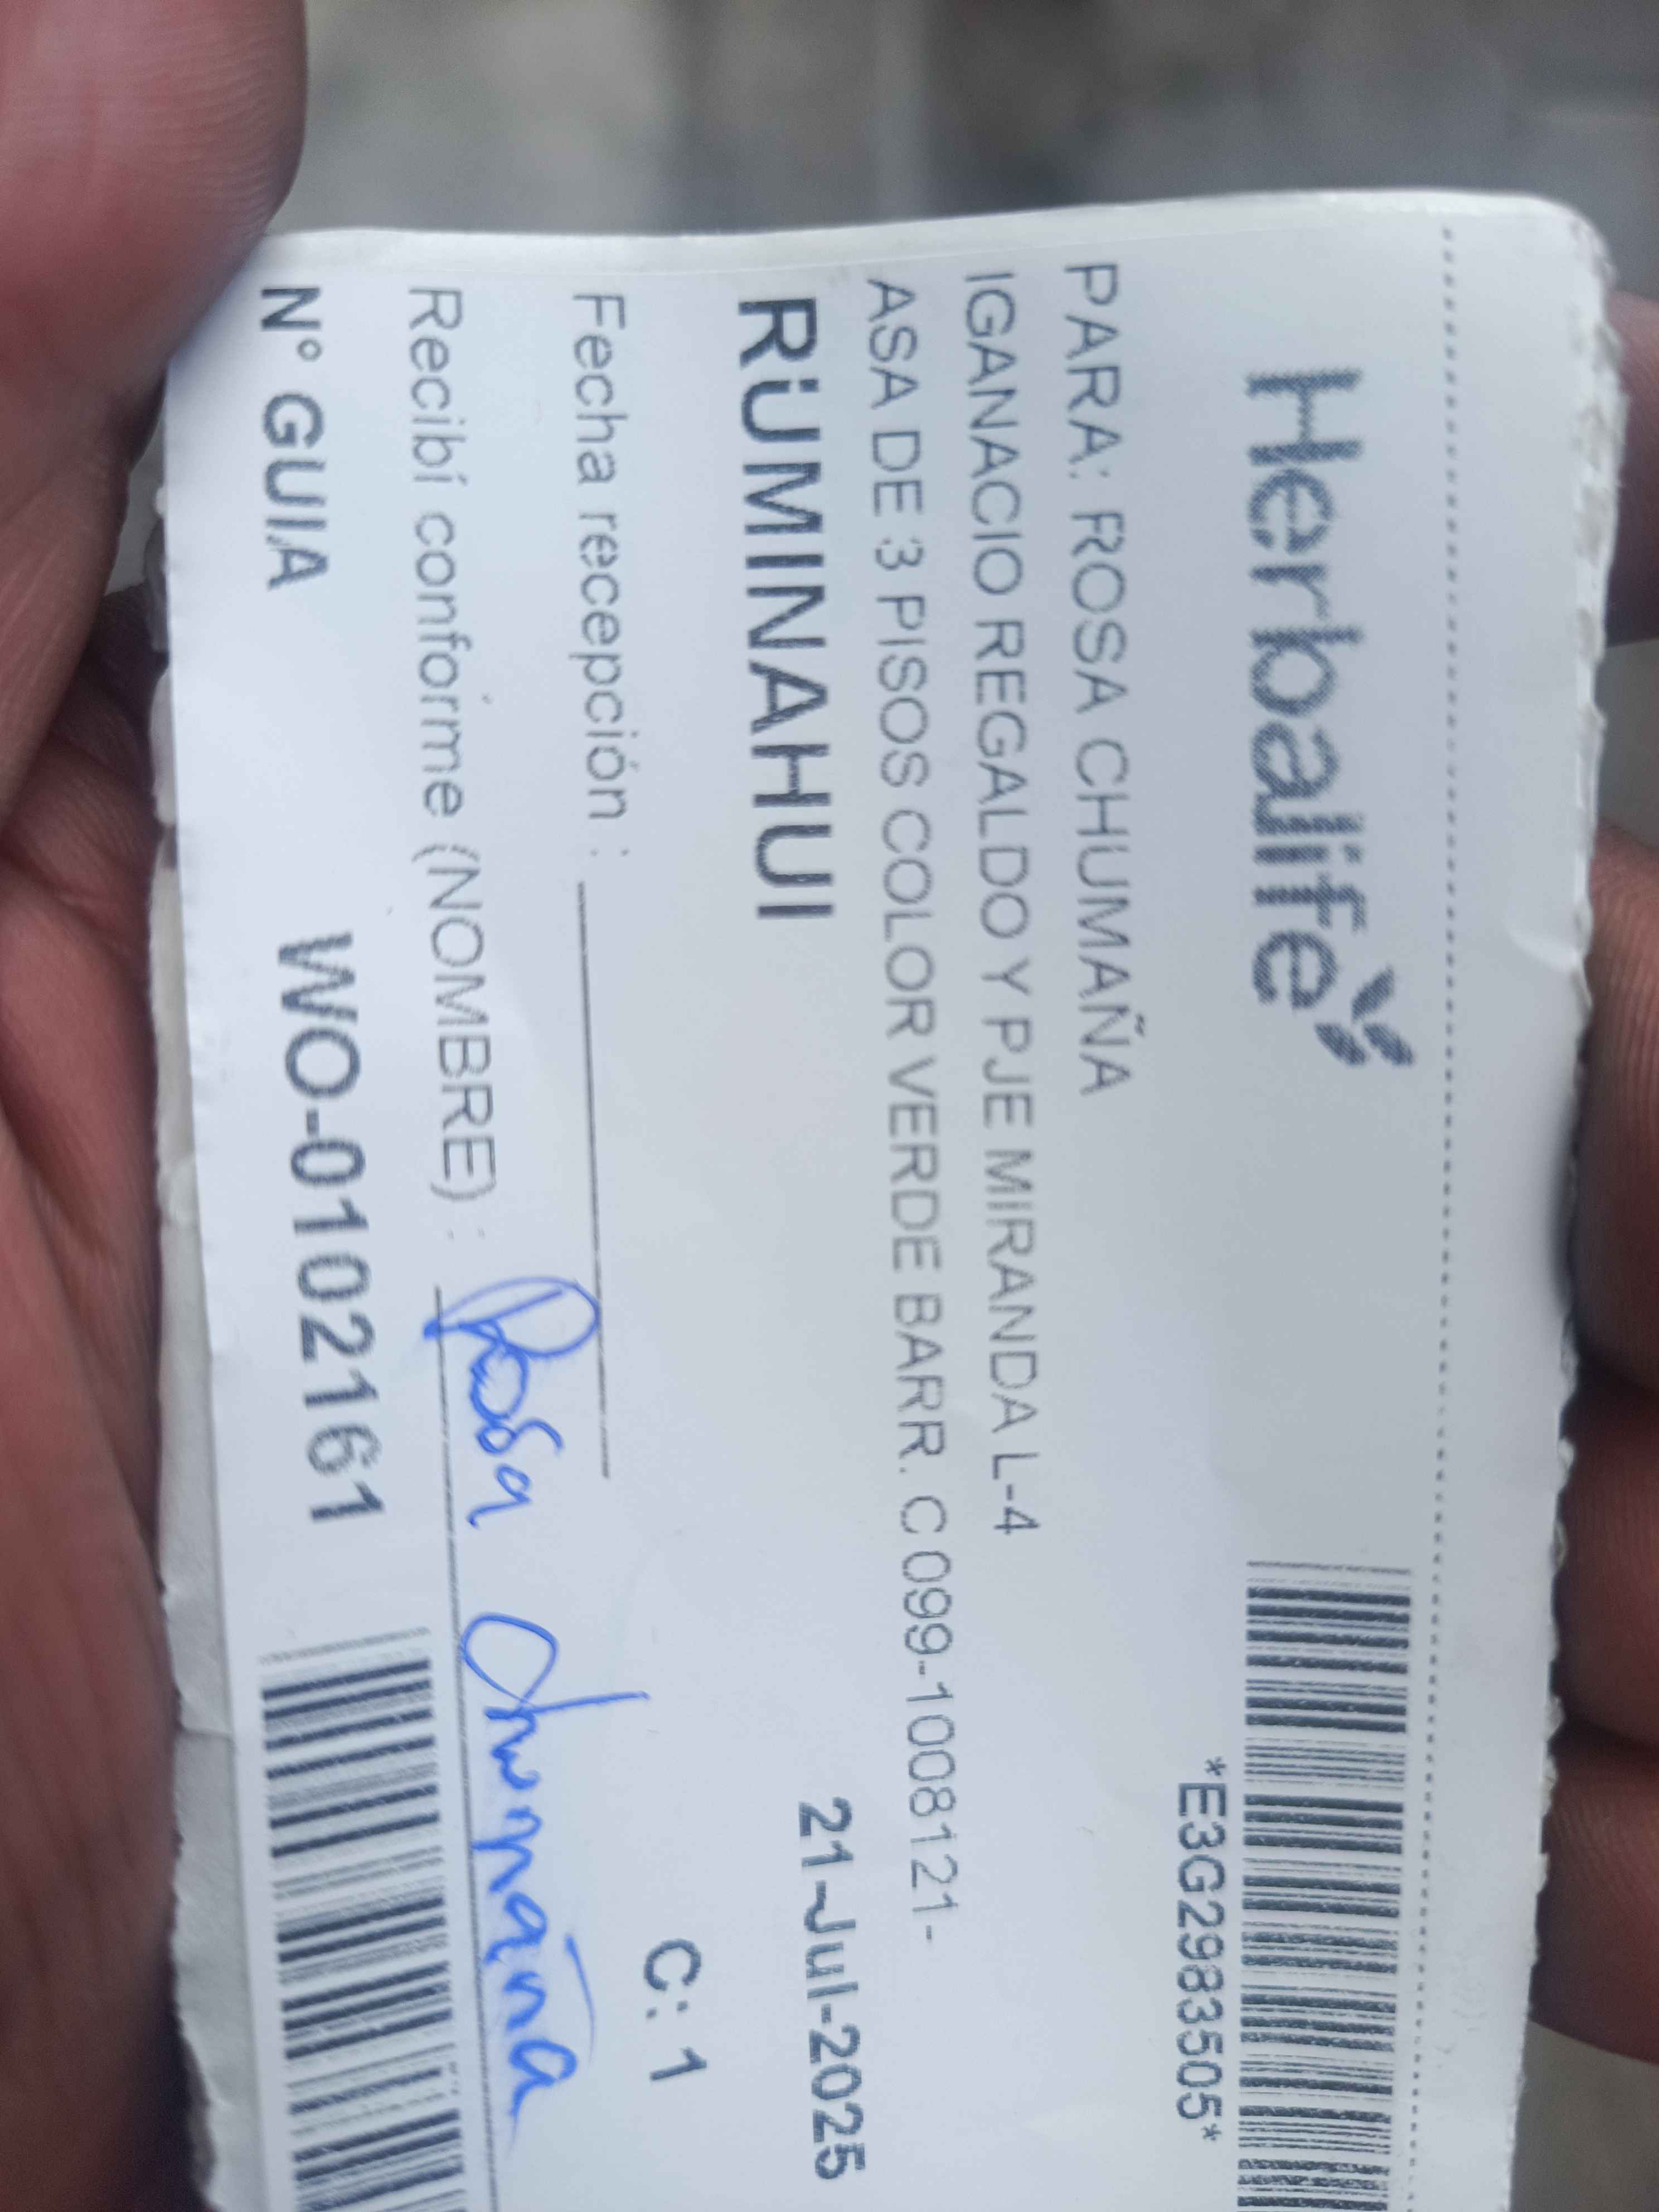 Herbalife
*E3G2983505*
PARA: ROSA CHUMAÑA
IGANACIO REGALDO Y PJE MIRANDA L-4
ASA DE 3 PISOS COLOR VERDE BARR. C 099-1008121-
RUMINAHUI 21-Jul-2025
Fecha recepción :
C: 1
Recibí conforme (NOMBRE) : Rosa Chumaña
N° GUIA WO-0102161